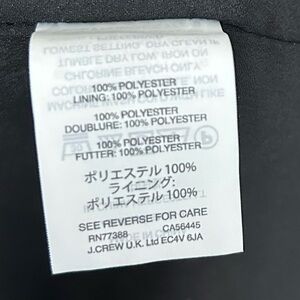 100% POLYESTER
LINING: 100% POLYESTER
100% POLYESTER
DOUBLURE: 100% POLYESTER
100% POLYESTER
FUTTER: 100% POLYESTER
ポリエステル 100%
ライニング:
ポリエステル 100%
SEE REVERSE FOR CARE
RN77388 CA56445
J.CREW U.K. Ltd EC4V 6JA